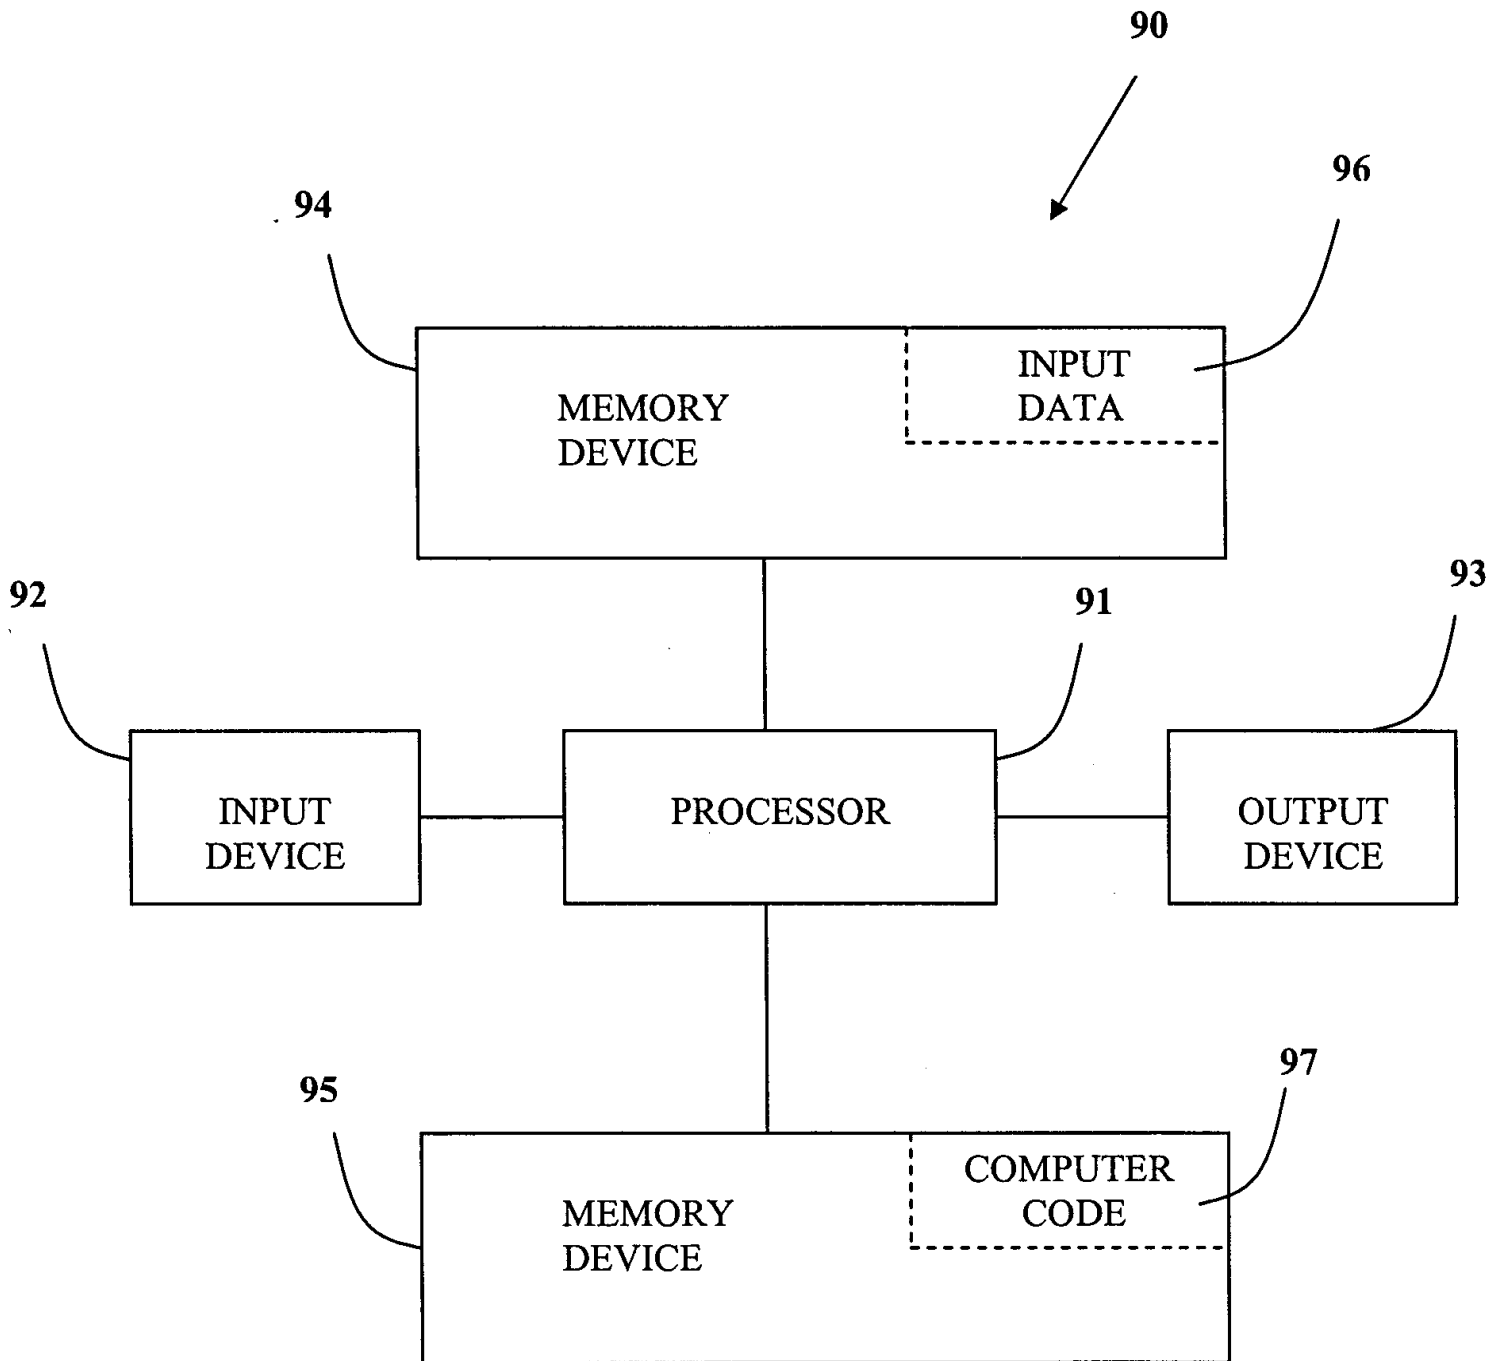 90
96
94
INPUT
DATA
MEMORY
DEVICE
92
91
93
INPUT
DEVICE
PROCESSOR
OUTPUT
DEVICE
95
97
COMPUTER
CODE
MEMORY
DEVICE